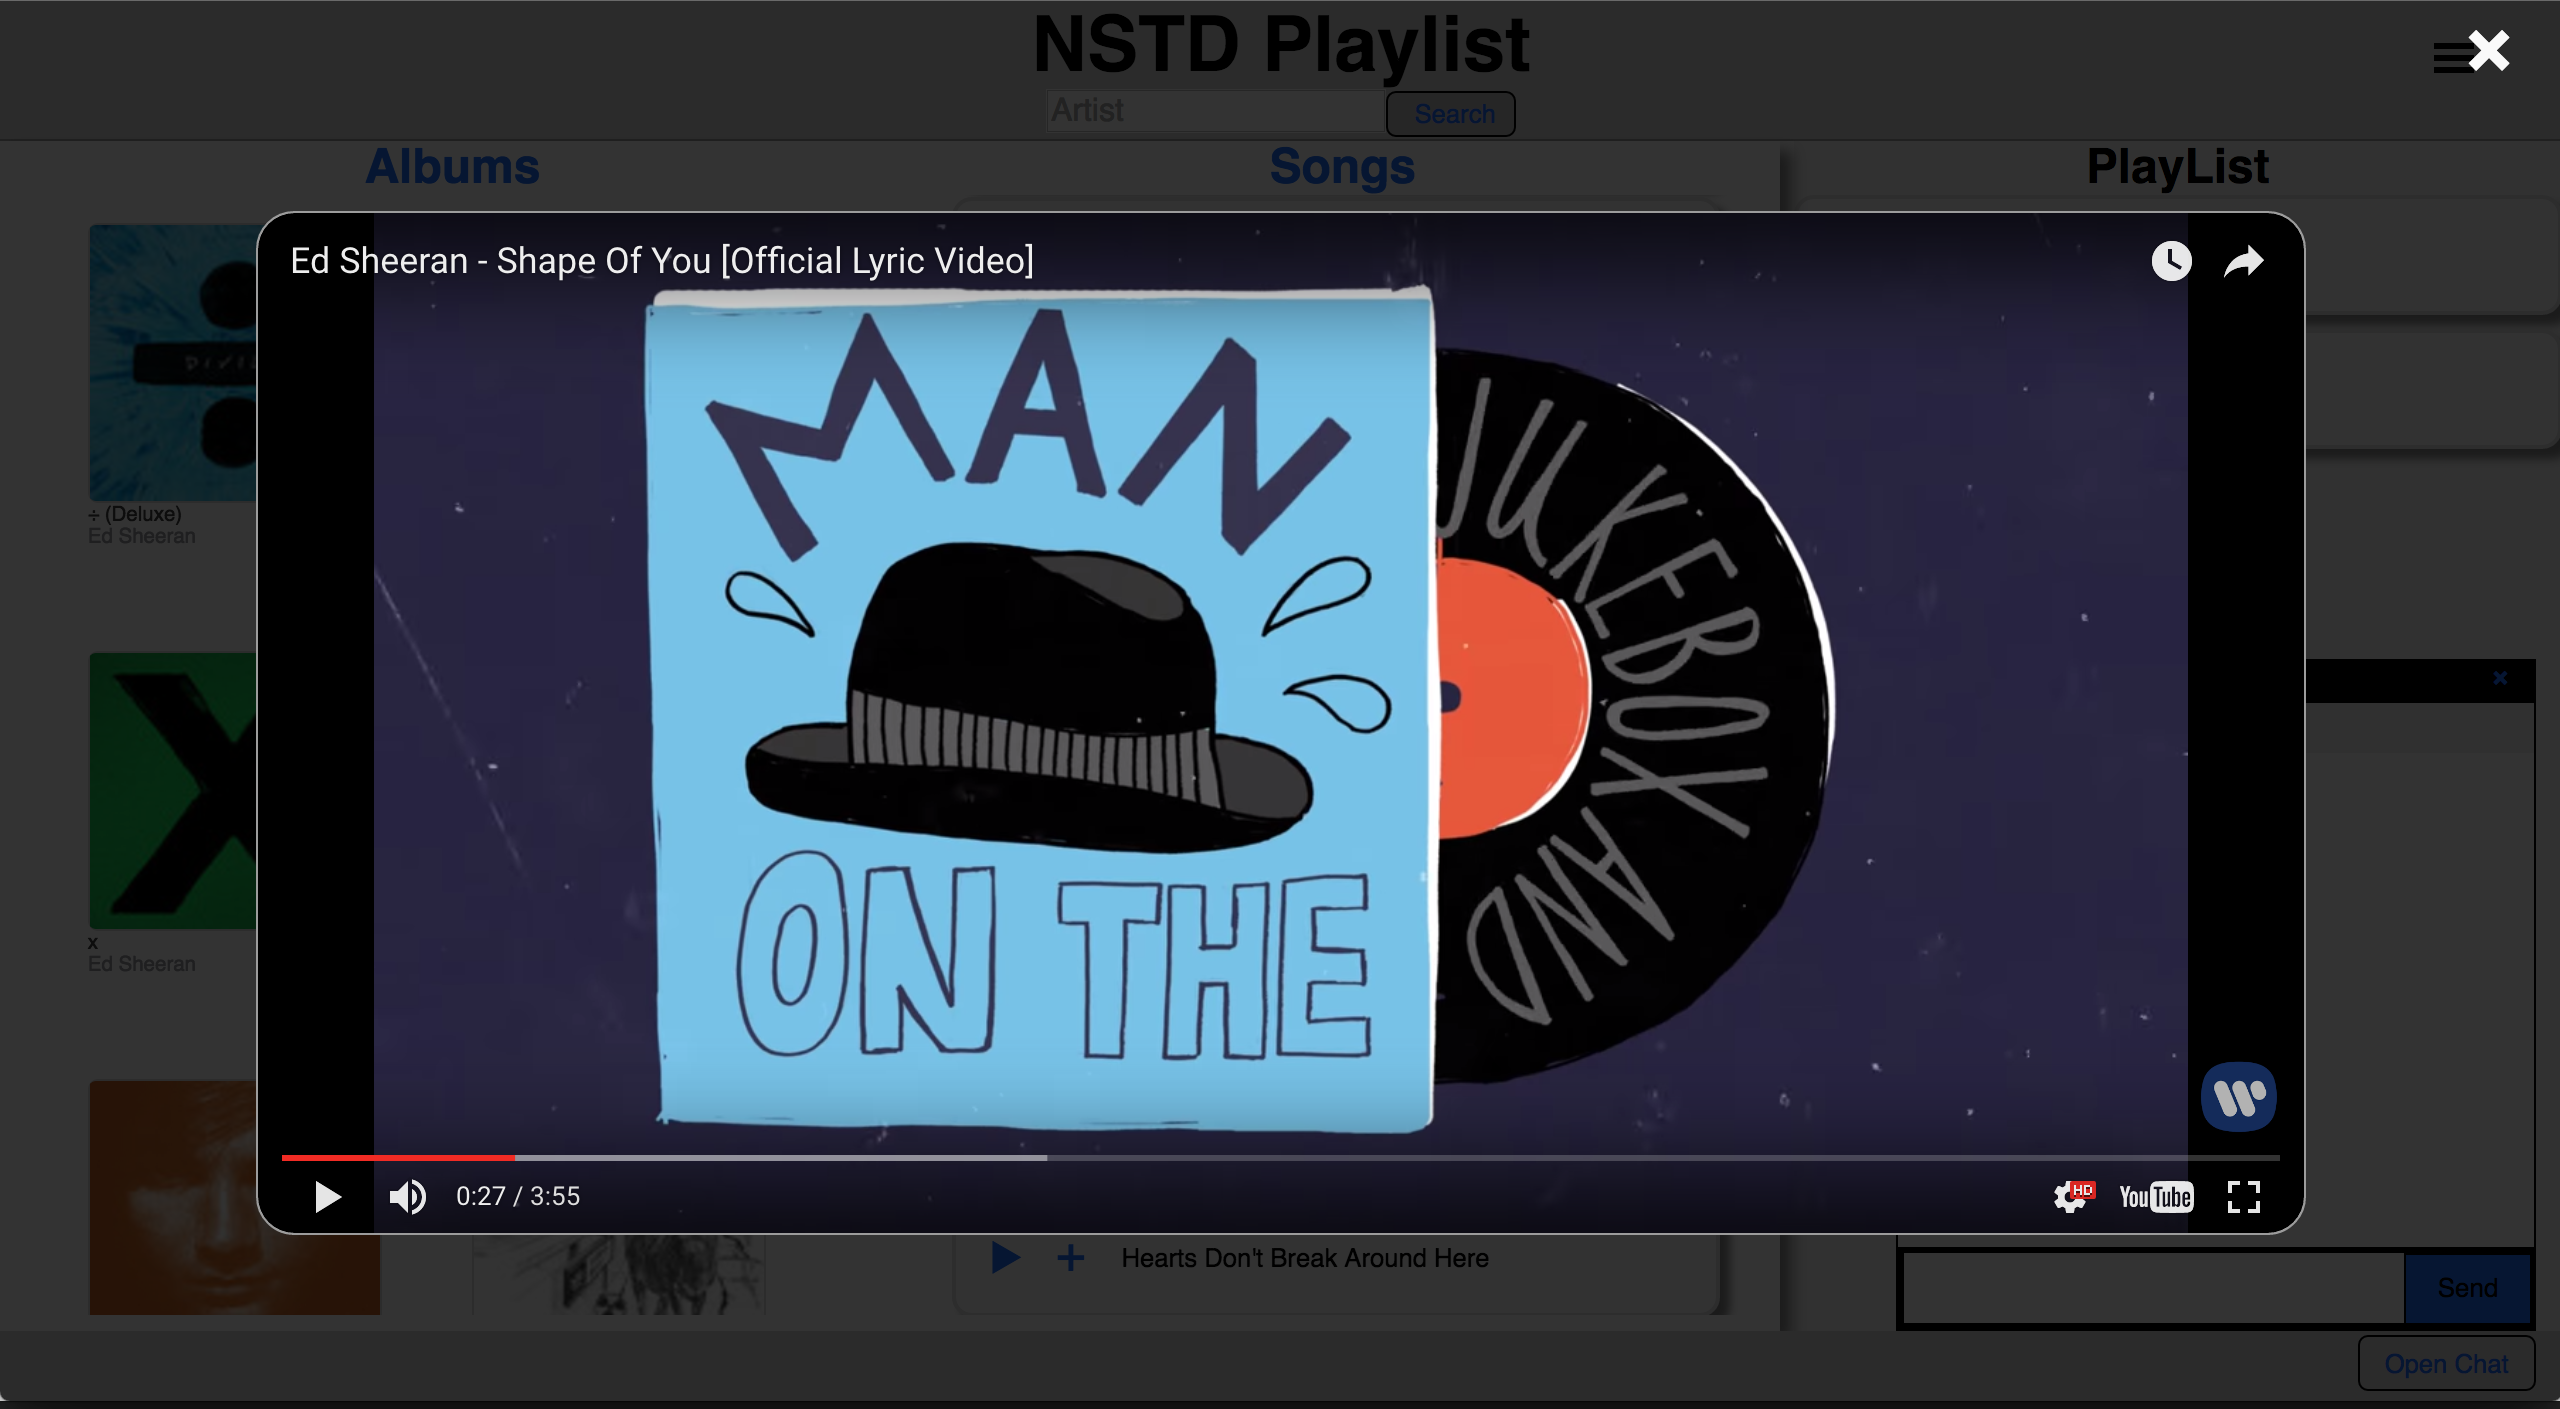 NSTD Playlist
Artist
Search
Albums
Songs
PlayList
Ed Sheeran - Shape Of You [Official Lyric Video]
MAN
ON THE
JUKEBOX AND
÷ (Deluxe)
Ed Sheeran
x
Ed Sheeran
0:27 / 3:55
HD
YouTube
Hearts Don't Break Around Here
Send
Open Chat